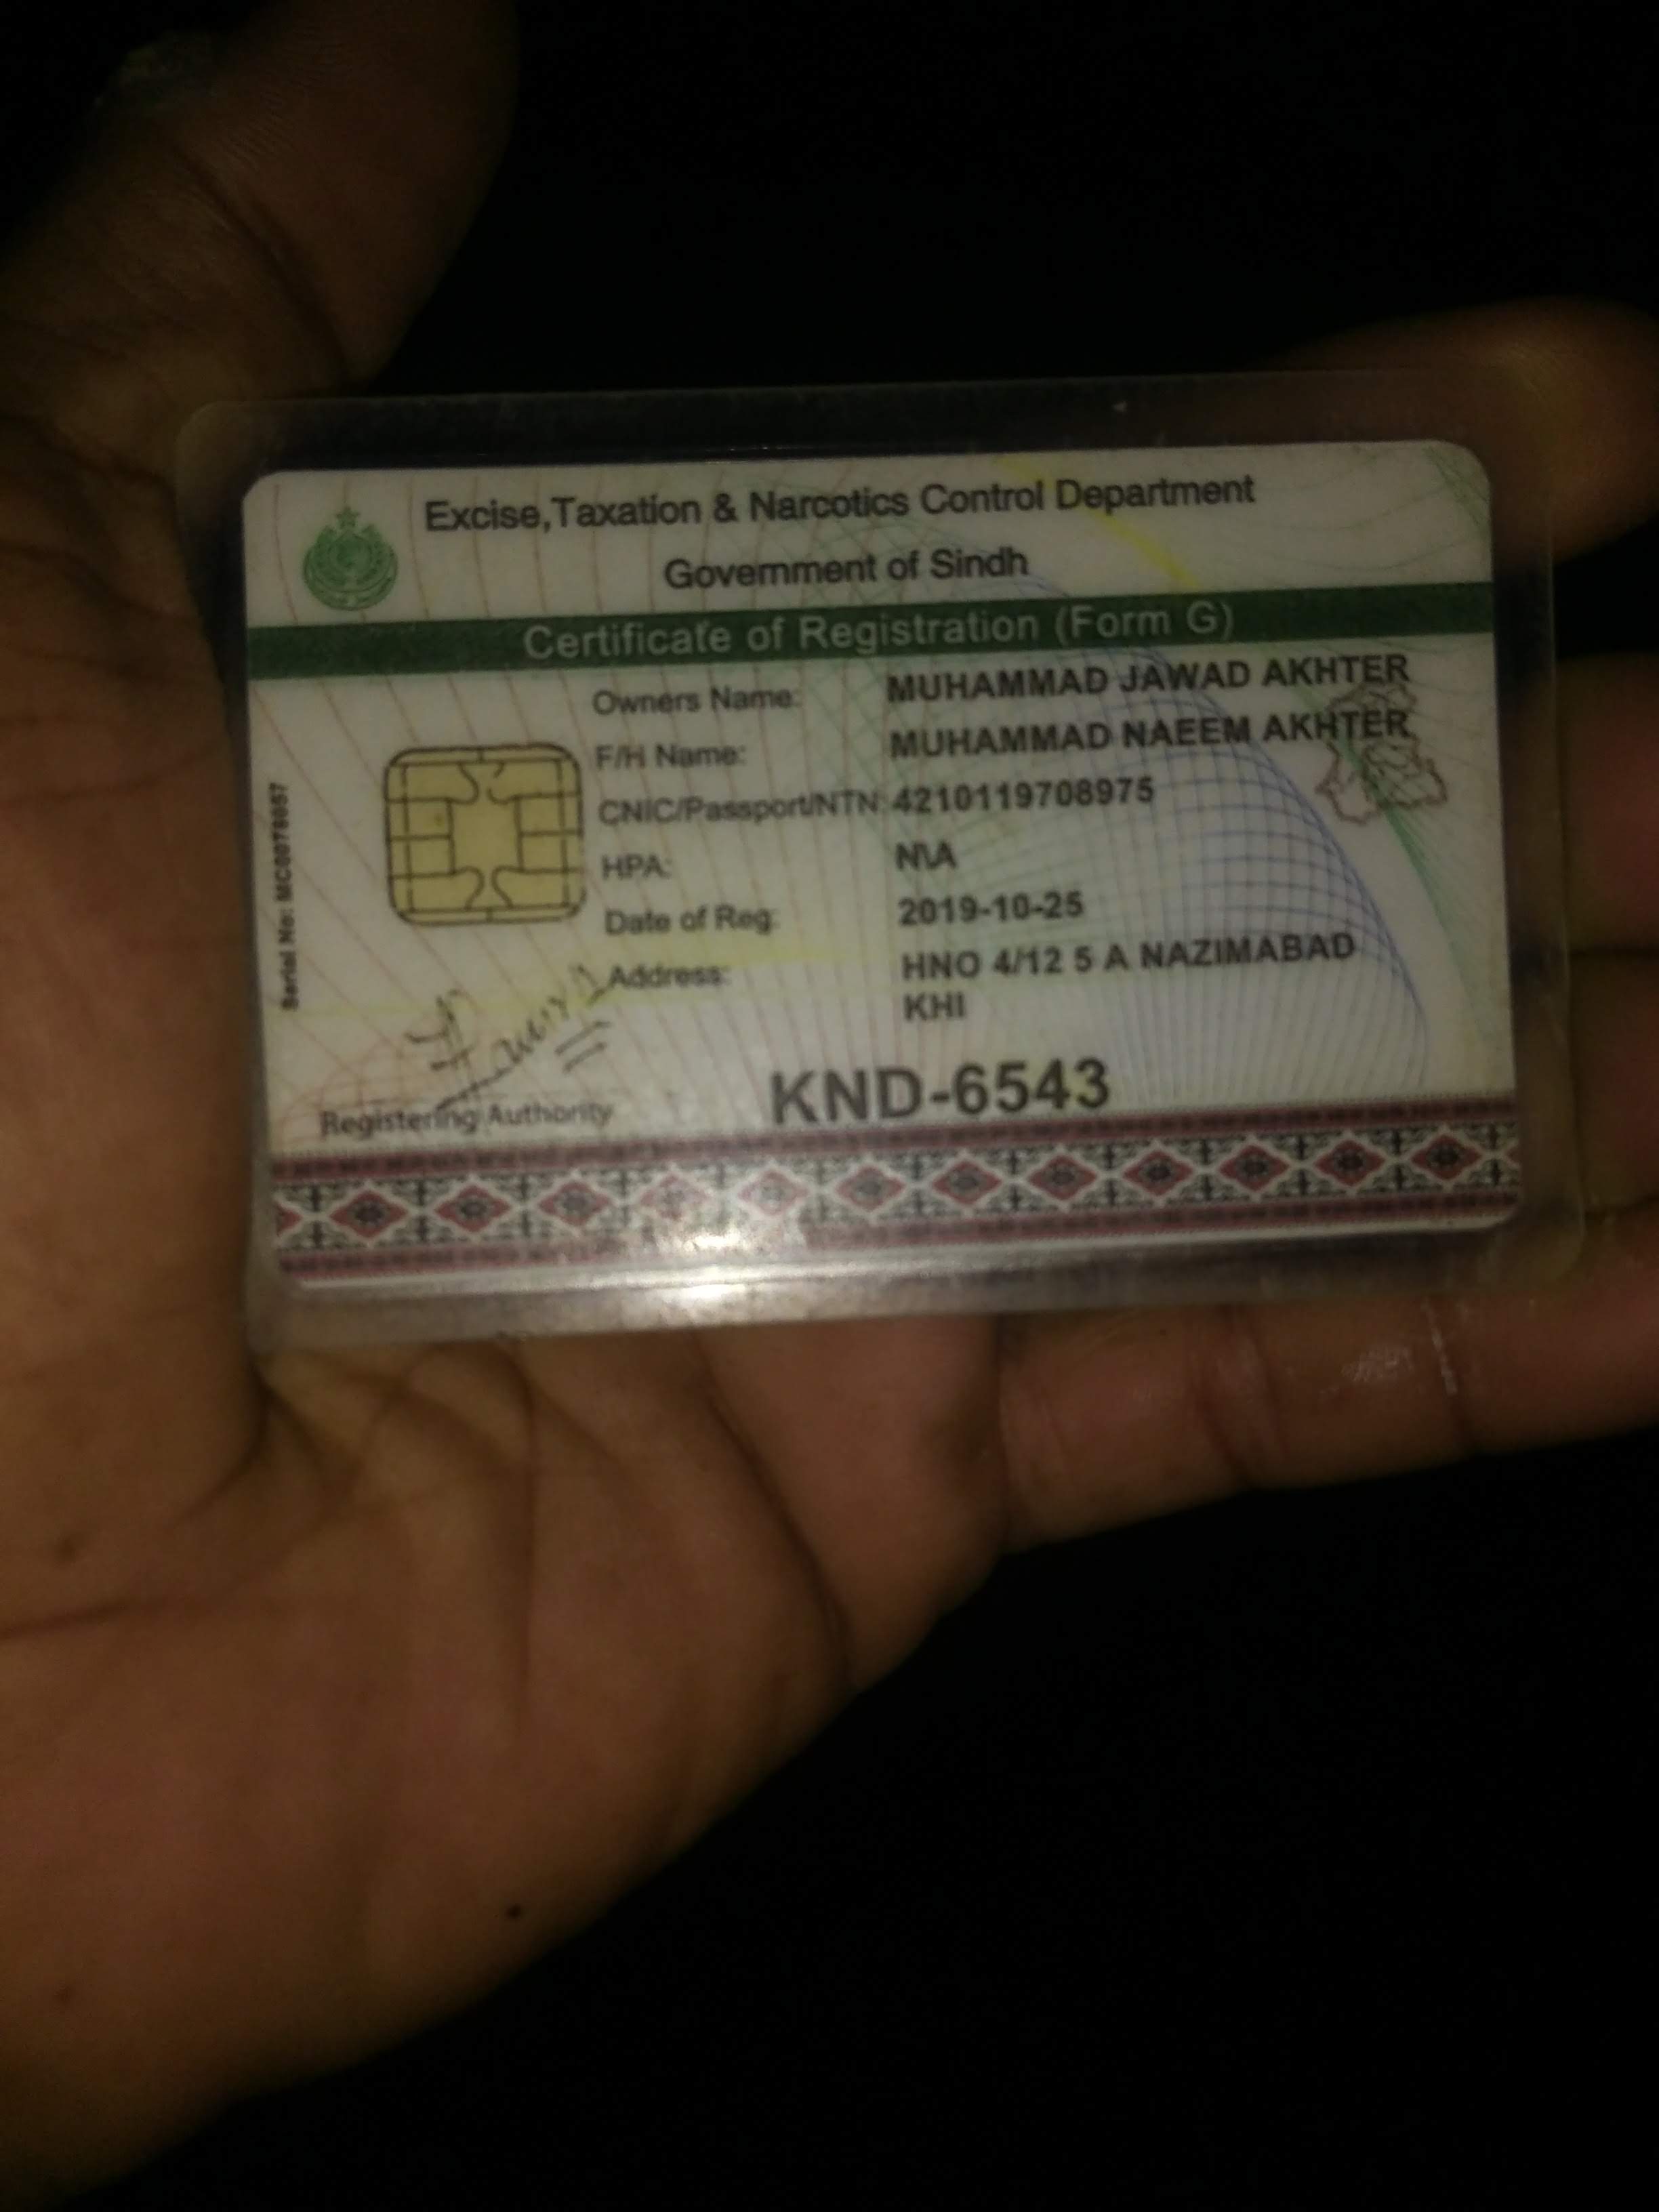 Excise,Taxation & Narcotics Control Department
Government of Sindh
Certificate of Registration (Form G)
Owners Name: MUHAMMAD JAWAD AKHTER
F/H Name: MUHAMMAD NAEEM AKHTER
CNIC/Passport/NTN: 4210119708975
HPA: N\A
Date of Reg: 2019-10-25
Address: HNO 4/12 5 A NAZIMABAD
KHI
Registering Authority
KND-6543
Serial No: